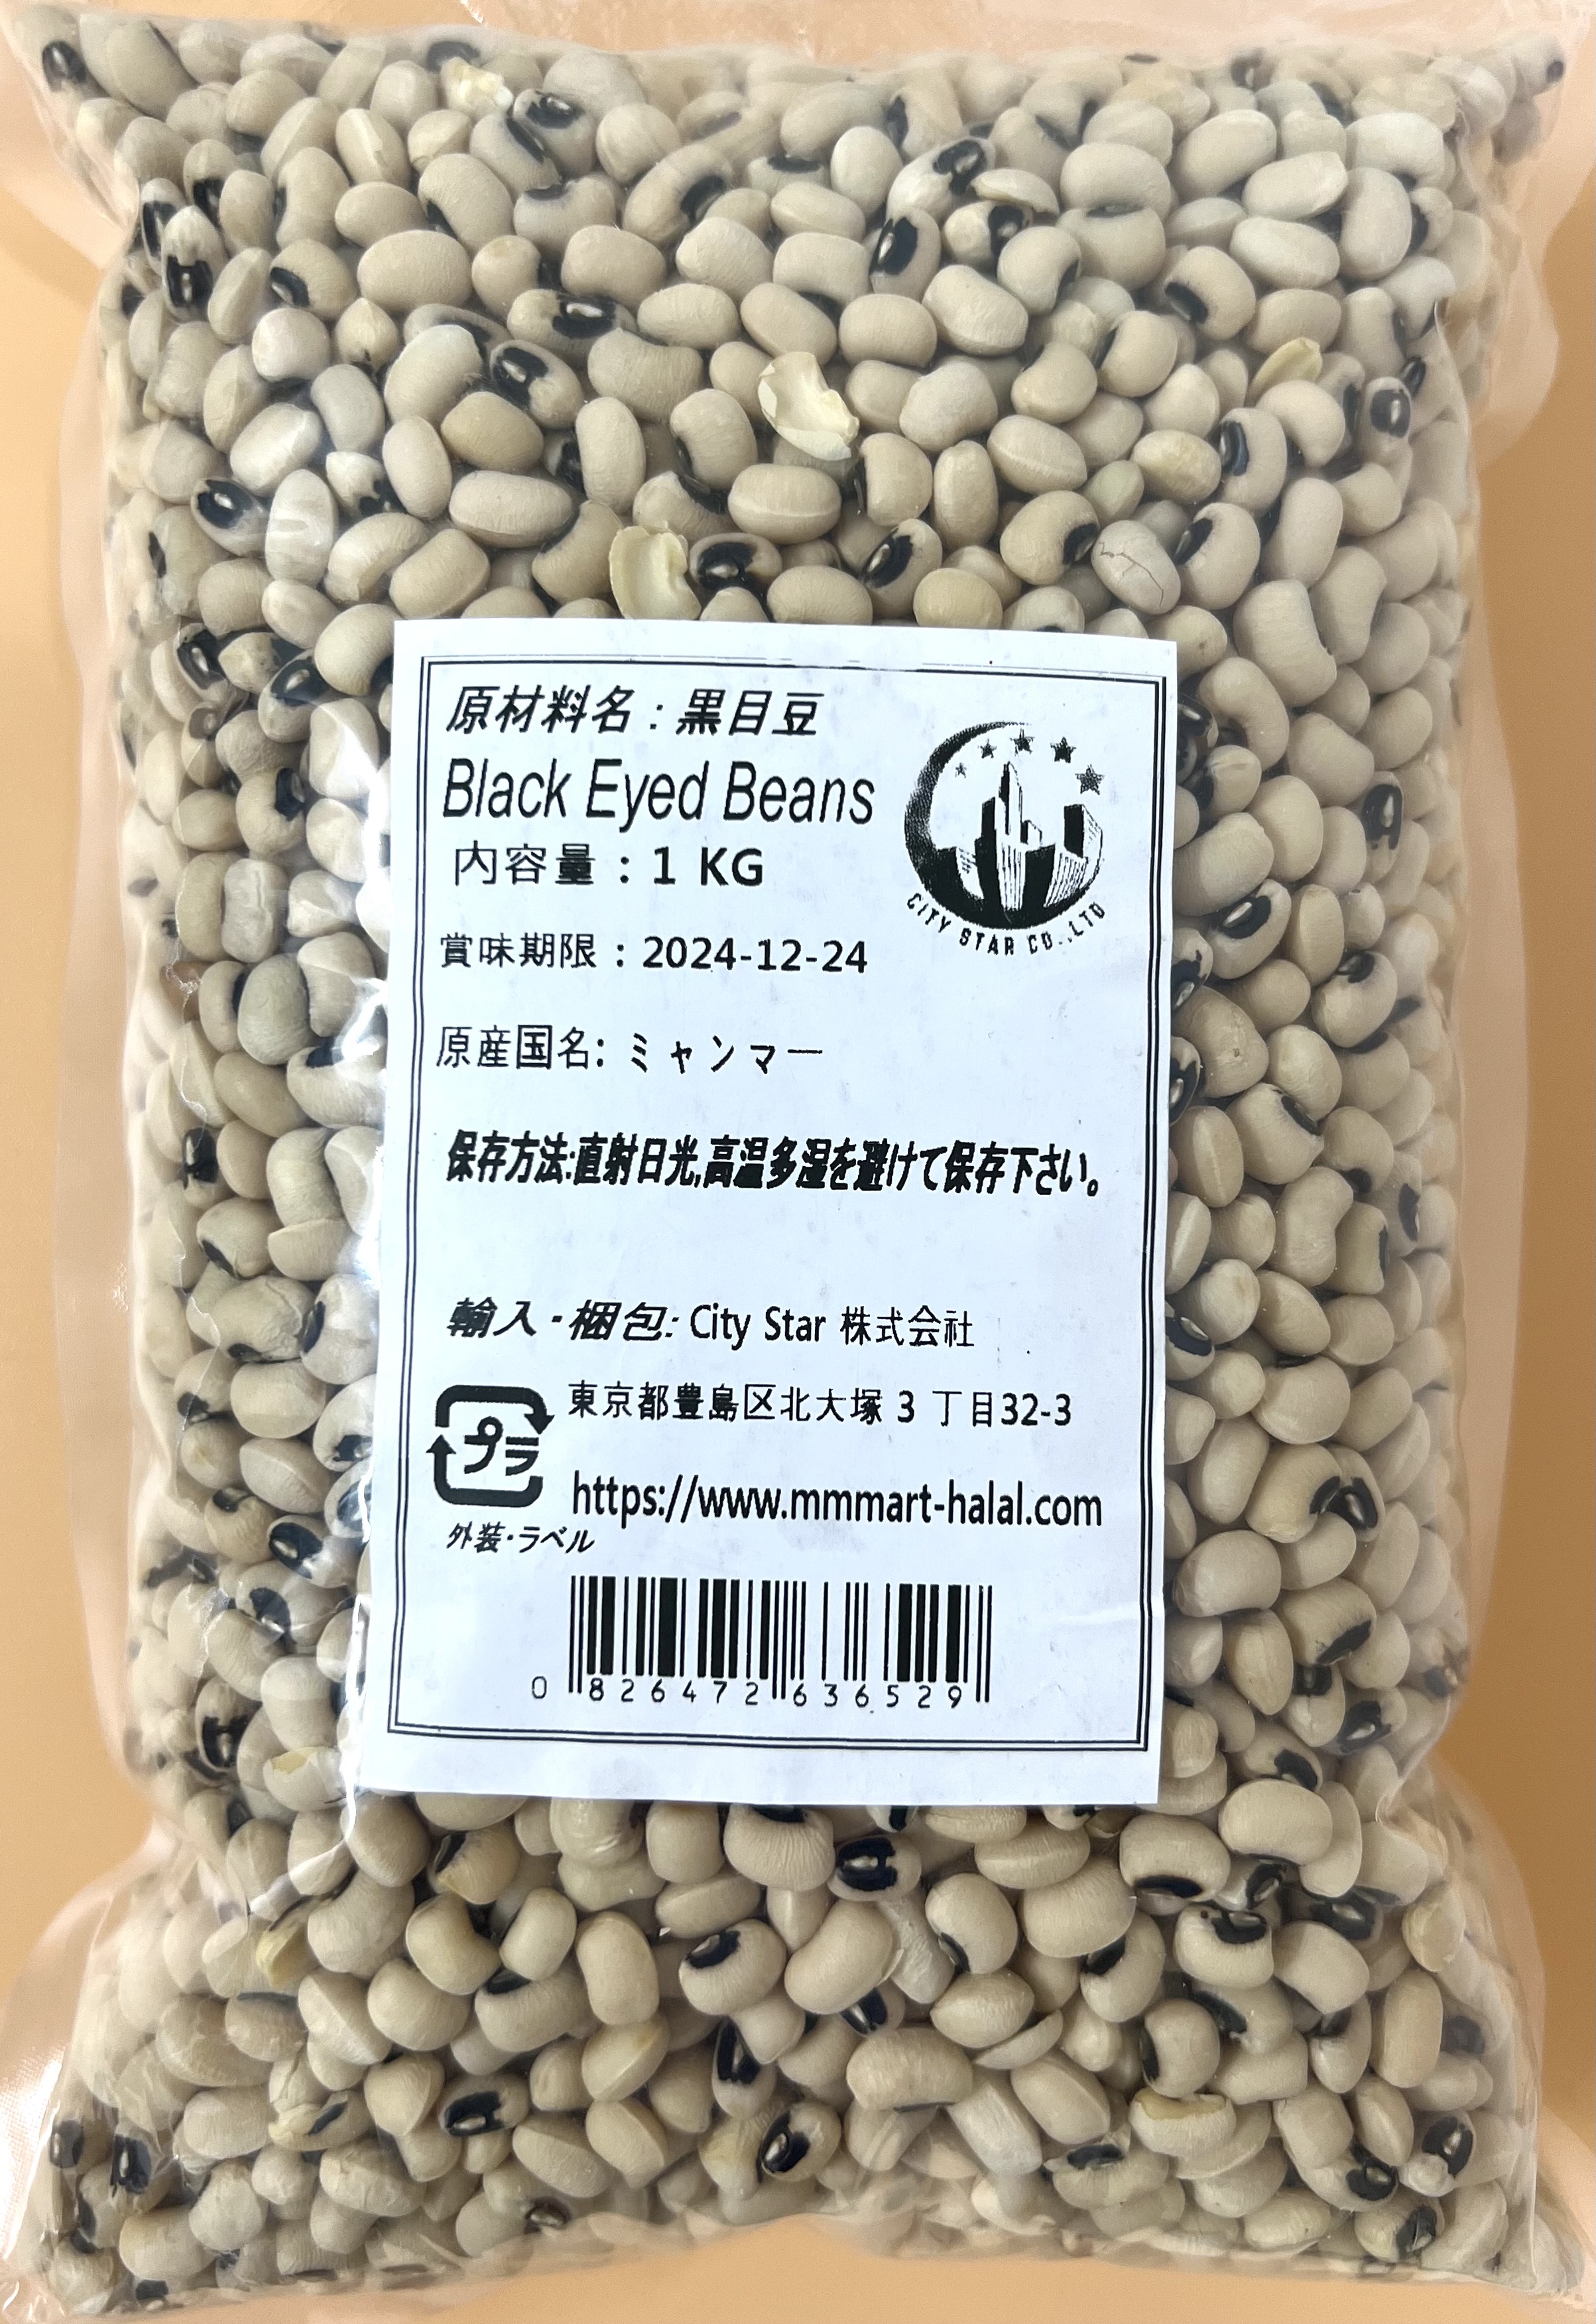 原材料名:黒目豆
Black Eyed Beans
内容量:1 KG
CITY STAR CO.,LTD
賞味期限:2024-12-24
原産国名: ミャンマー
保存方法:直射日光,高温多湿を避けて保存下さい。
輸入・梱包: City Star 株式会社
東京都豊島区北大塚 3 丁目32-3
プラ
https://www.mmmart-halal.com
外装・ラベル
0 826472 636529